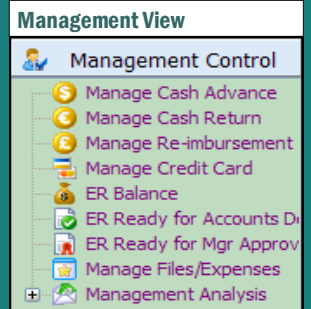 Management View
Management Control
Manage Cash Advance
Manage Cash Return
Manage Re-imbursement
Manage Credit Card
ER Balance
ER Ready for Accounts
ER Ready for Mgr Approv
Manage Files/Expenses
Management Analysis